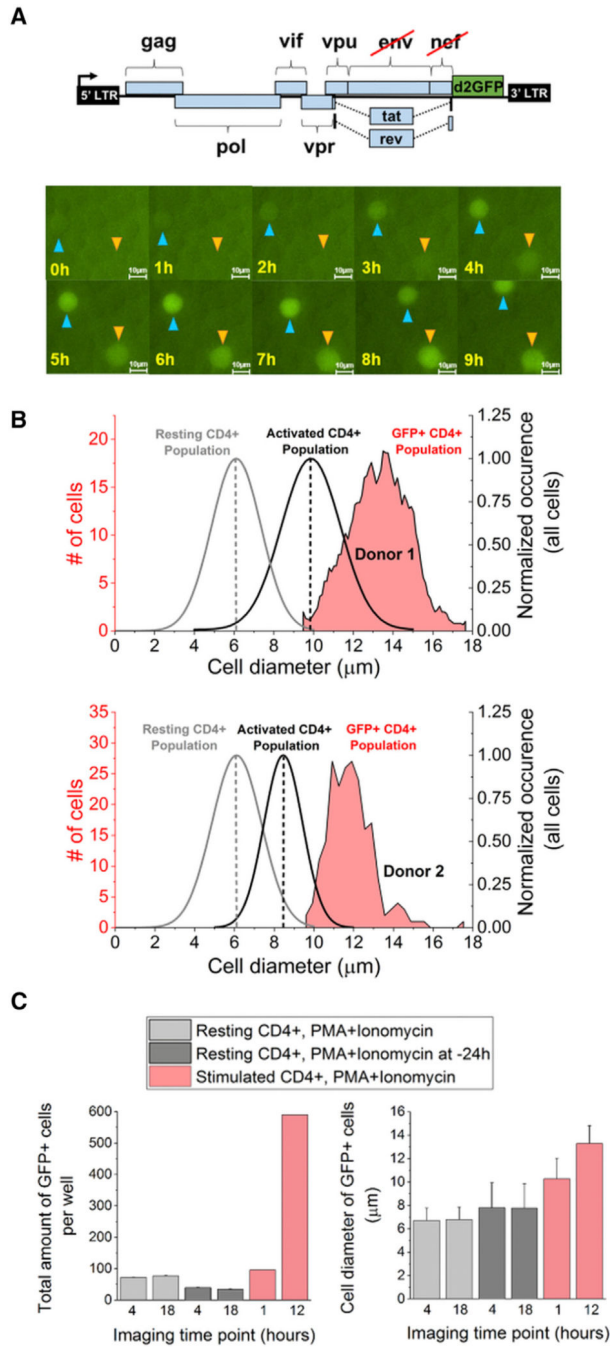 A
gag vif vpu env nef
5' LTR d2GFP 3' LTR
tat
rev
pol vpr
0h 10µm 1h 10µm 2h 10µm 3h 10µm 4h 10µm
5h 10µm 6h 10µm 7h 10µm 8h 10µm 9h 10µm
B
Resting CD4+ Population
Activated CD4+ Population
GFP+ CD4+ Population
Donor 1
# of cells
0 5 10 15 20
Normalized occurence (all cells)
0.00 0.25 0.50 0.75 1.00 1.25
0 2 4 6 8 10 12 14 16 18
Cell diameter (µm)
Resting CD4+ Population
Activated CD4+ Population
GFP+ CD4+ Population
Donor 2
# of cells
0 5 10 15 20 25 30 35
Normalized occurence (all cells)
0.00 0.25 0.50 0.75 1.00 1.25
0 2 4 6 8 10 12 14 16 18
Cell diameter (µm)
C
Resting CD4+, PMA+Ionomycin
Resting CD4+, PMA+Ionomycin at -24h
Stimulated CD4+, PMA+Ionomycin
Total amount of GFP+ cells per well
0 100 200 300 400 500 600
4 18 4 18 1 12
Imaging time point (hours)
Cell diameter of GFP+ cells (µm)
0 2 4 6 8 10 12 14 16
4 18 4 18 1 12
Imaging time point (hours)